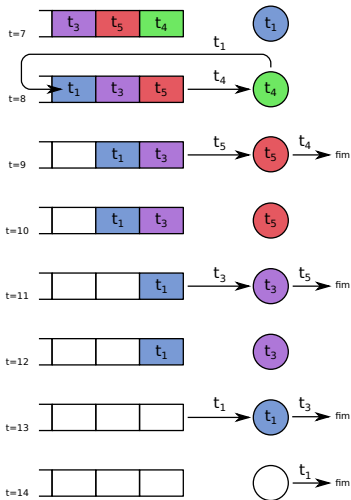 t=7 t₃ t₅ t₄ t₁
t₁
t=8 t₁ t₃ t₅ t₄ t₄
t=9 t₁ t₃ t₅ t₅ t₄ fim
t=10 t₁ t₃ t₅
t=11 t₁ t₃ t₃ t₅ fim
t=12 t₁ t₃
t=13 t₁ t₁ t₃ fim
t=14 t₁ fim